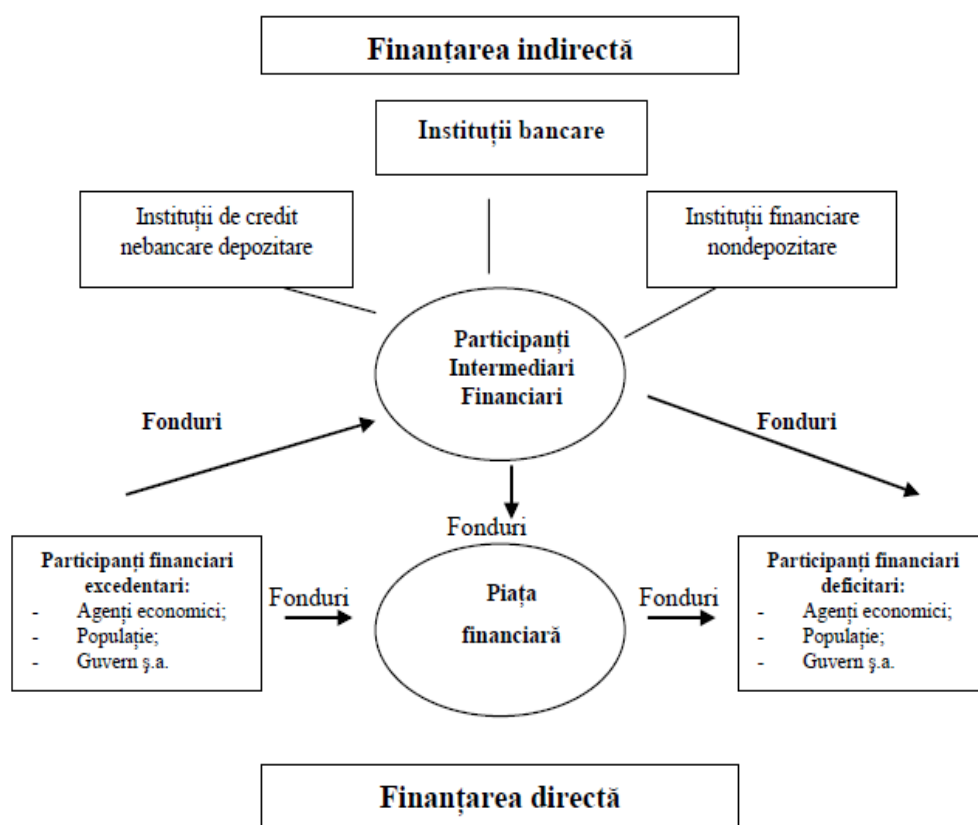 Finanțarea indirectă
Instituții bancare
Instituții de credit
nebancare depozitare
Instituții financiare
nondepozitare
Participanți
Intermediari
Financiari
Fonduri
Fonduri
Fonduri
Participanți financiari
excedentari:
- Agenți economici;
- Populație;
- Guvern ş.a.
Fonduri
Piața
financiară
Fonduri
Participanți financiari
deficitari:
- Agenți economici;
- Populație;
- Guvern ş.a.
Finanțarea directă